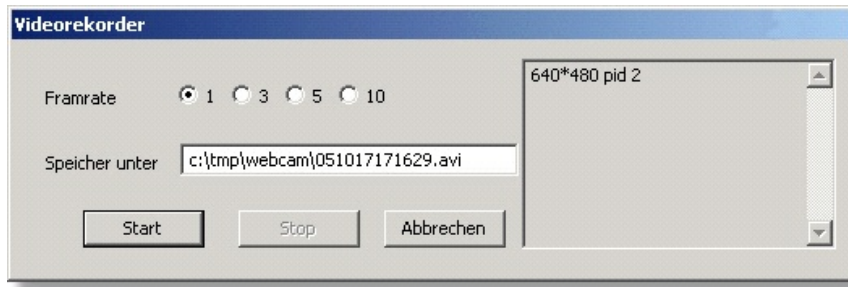 Videorekorder
Framrate 1 3 5 10
Speicher unter c:\tmp\webcam\051017171629.avi
Start Stop Abbrechen
640*480 pid 2